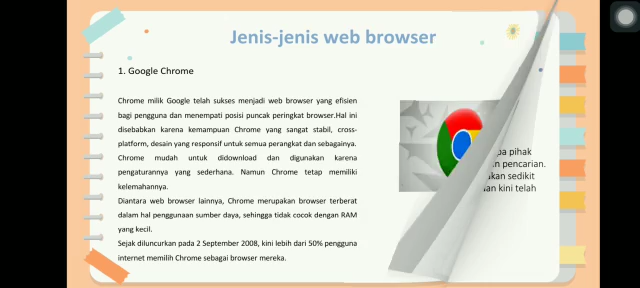 Jenis-jenis web browser
1. Google Chrome
Chrome milik Google telah sukses menjadi web browser yang efisien
bagi pengguna dan menempati posisi puncak peringkat browser.Hal ini
disebabkan karena kemampuan Chrome yang sangat stabil, cross-
platform, desain yang responsif untuk semua perangkat dan sebagainya.
Chrome mudah untuk didownload dan digunakan karena
pengaturannya yang sederhana. Namun Chrome tetap memiliki
kelemahannya.
Diantara web browser lainnya, Chrome merupakan browser terberat
dalam hal penggunaan sumber daya, sehingga tidak cocok dengan RAM
yang kecil.
Sejak diluncurkan pada 2 September 2008, kini lebih dari 50% pengguna
internet memilih Chrome sebagai browser mereka.
pihak
pencarian.
sedikit
kini telah